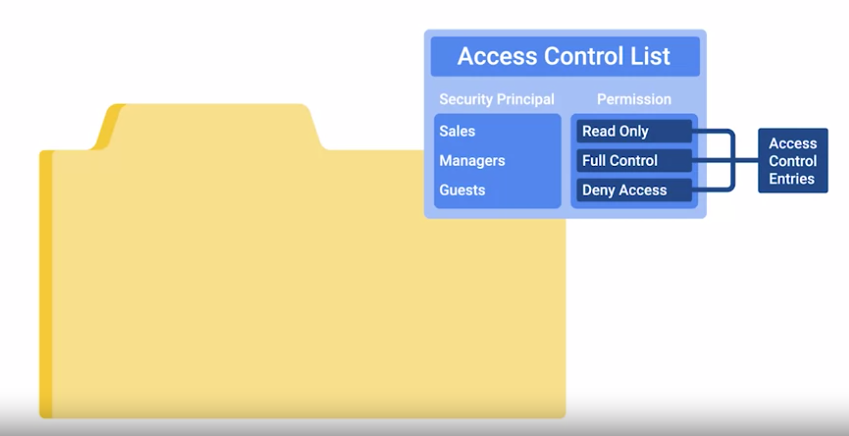 Access Control List
Security Principal Permission
Sales Read Only
Managers Full Control
Guests Deny Access
Access
Control
Entries